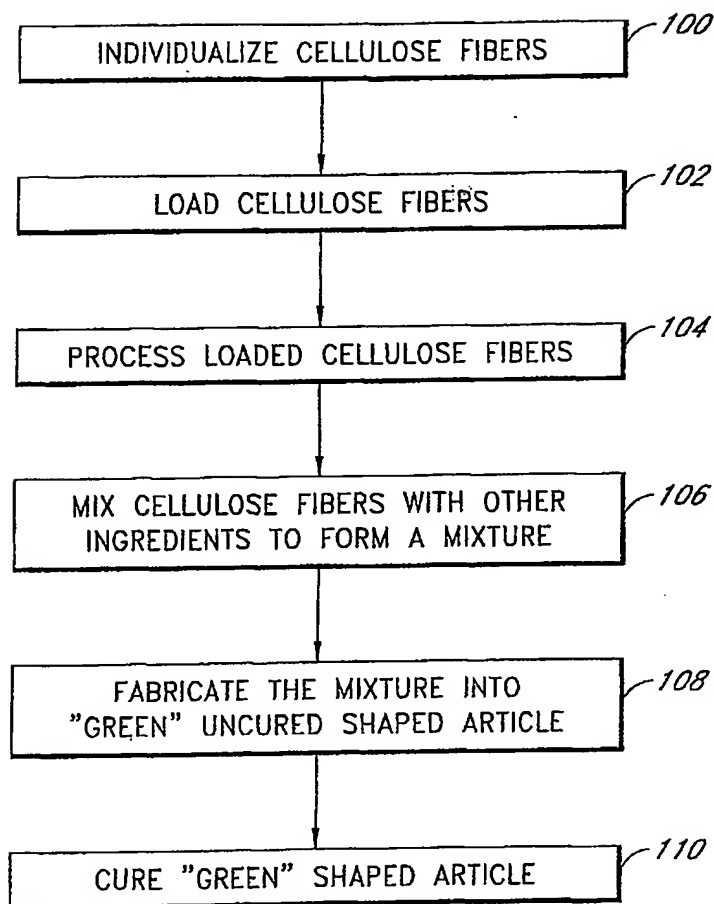 100
INDIVIDUALIZE CELLULOSE FIBERS
102
LOAD CELLULOSE FIBERS
104
PROCESS LOADED CELLULOSE FIBERS
106
MIX CELLULOSE FIBERS WITH OTHER
INGREDIENTS TO FORM A MIXTURE
108
FABRICATE THE MIXTURE INTO
"GREEN" UNCURED SHAPED ARTICLE
110
CURE "GREEN" SHAPED ARTICLE